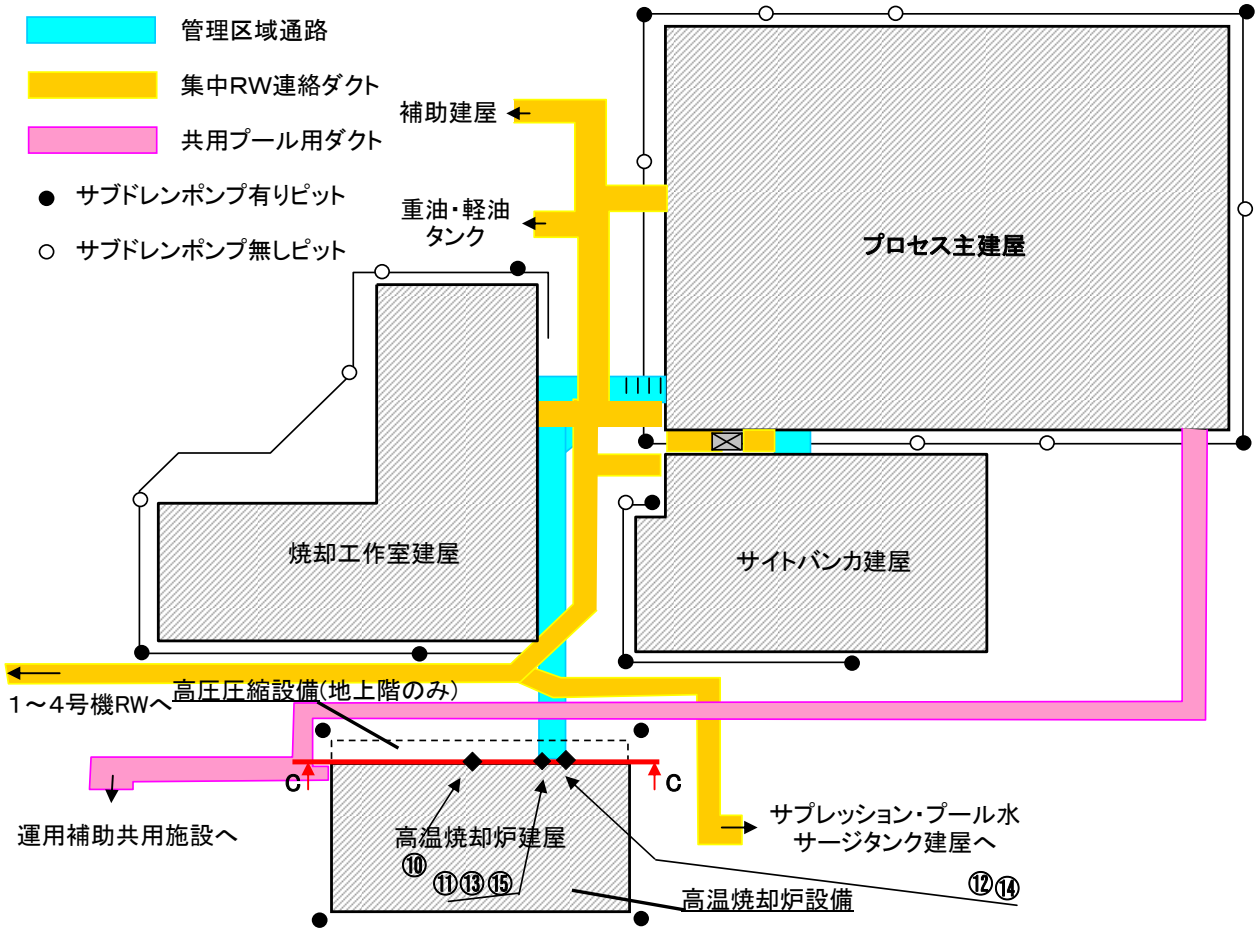 管理区域通路
集中RW連絡ダクト
共用プール用ダクト
サブドレンポンプ有りピット
サブドレンポンプ無しピット
補助建屋
重油・軽油
タンク
プロセス主建屋
焼却工作室建屋
サイトバンカ建屋
1～4号機RWへ
高圧圧縮設備(地上階のみ)
C
C
運用補助共用施設へ
高温焼却炉建屋
サプレッション・プール水
サージタンク建屋へ
⑩
⑪⑬⑮
⑫⑭
高温焼却炉設備